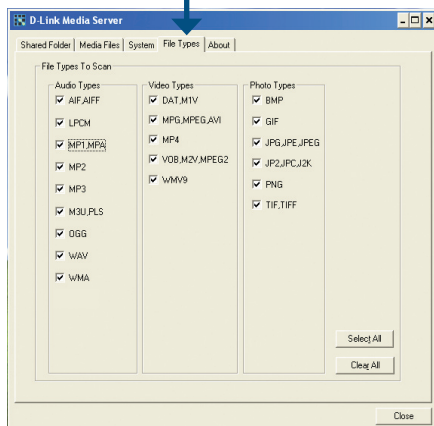 D-Link Media Server
Shared Folder Media Files System File Types About
File Types To Scan
Audio Types
AIF,AIFF
LPCM
MP1,MPA
MP2
MP3
M3U,PLS
OGG
WAV
WMA
Video Types
DAT,M1V
MPG,MPEG,AVI
MP4
VOB,M2V,MPEG2
WMV9
Photo Types
BMP
GIF
JPG,JPE,JPEG
JP2,JPC,J2K
PNG
TIF,TIFF
Select All
Clear All
Close